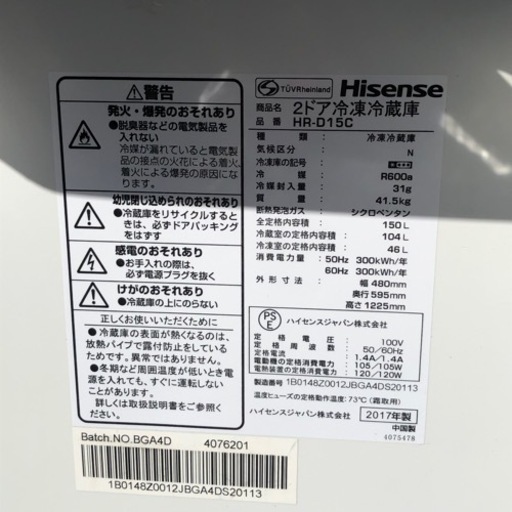 警告
発火・爆発のおそれあり
●脱臭器などの電気製品を
入れない
冷媒が漏れていると電気製
品の接点の火花による着火、
着火により爆発の原因にな
ります。
幼児閉じ込められのおそれあり
●冷蔵庫をリサイクルすると
きは、必ずドアパッキング
をはずす
感電のおそれあり
●お手入れの際は、
必ず電源プラグを抜く
けがのおそれあり
●冷蔵庫の上にのらない
正しくお使いいただくために
●冷蔵庫の表面が熱くなるのは、
放熱パイプで露付防止をしている
ためです。異常ではありません。
●冬期など周囲温度が低いとき電
源を入れても、すぐに運転しない
ことがあります。
詳しくは取扱説明書をご覧ください。
TÜVRheinland
Hisense
商品名 2ドア冷凍冷蔵庫
品番 HR-D15C
種類: 冷凍冷蔵庫
気候区分: N
冷凍庫の記号:
冷媒: R600a
冷媒封入量: 31g
質量: 41.5kg
断熱発泡ガス: シクロペンタン
全定格内容積: 150L
冷蔵室の定格内容積: 104L
冷凍室の定格内容積: 46L
消費電力量: 50Hz 300kWh/年
60Hz 300kWh/年
外形寸法: 幅 480mm
奥行 595mm
高さ 1225mm
PS
E
ハイセンスジャパン株式会社
定格電圧: 100V
定格周波数: 50/60Hz
定格電流: 1.4A/1.4A
電動機の定格消費電力: 105/105W
電熱装置の定格消費電力: 120/120W
製造番号: 1B0148Z0012JBGA4DS20113
温度ヒューズの定格動作温度: 73℃(霜取用)
ハイセンスジャパン株式会社
2017年製
中国製
4075478
Batch.NO.BGA4D 4076201
1B0148Z0012JBGA4DS20113